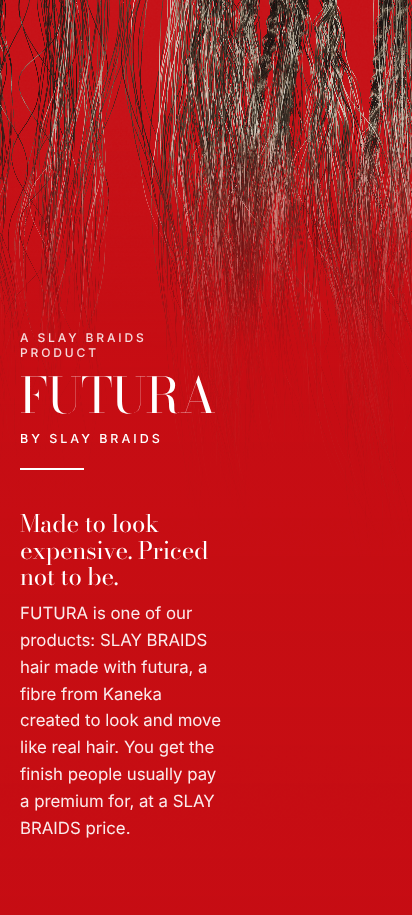 A SLAY BRAIDS
PRODUCT
FUTURA
BY SLAY BRAIDS
Made to look
expensive. Priced
not to be.
FUTURA is one of our
products: SLAY BRAIDS
hair made with futura, a
fibre from Kaneka
created to look and move
like real hair. You get the
finish people usually pay
a premium for, at a SLAY
BRAIDS price.